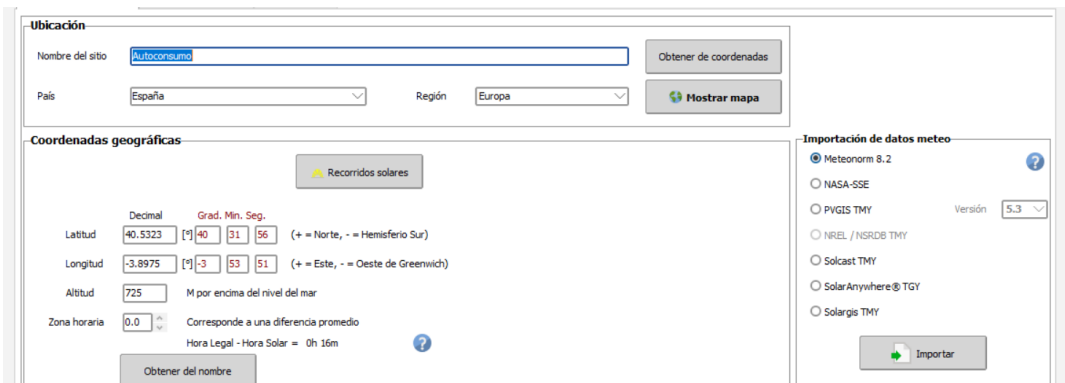 Ubicación
Nombre del sitio Autoconsumo Obtener de coordenadas
País España Región Europa Mostrar mapa
Coordenadas geográficas
Recorridos solares
Decimal Grad. Min. Seg.
Latitud 40.5323 [°] 40 31 56 (+ = Norte, - = Hemisferio Sur)
Longitud -3.8975 [°] -3 53 51 (+ = Este, - = Oeste de Greenwich)
Altitud 725 M por encima del nivel del mar
Zona horaria 0.0 Corresponde a una diferencia promedio
Hora Legal - Hora Solar = 0h 16m ?
Obtener del nombre
Importación de datos meteo
Meteonorm 8.2 ?
NASA-SSE
PVGIS TMY Versión 5.3
NREL / NSRDB TMY
Solcast TMY
SolarAnywhere® TGY
Solargis TMY
Importar